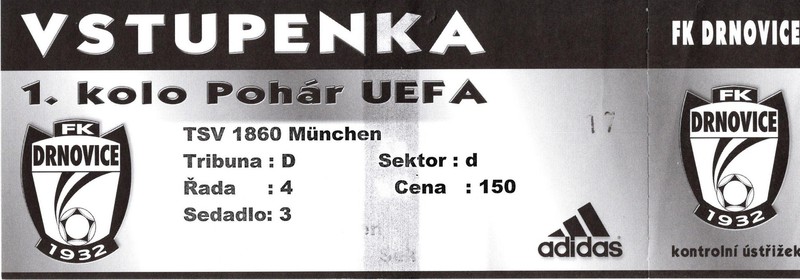 VSTUPENKA
FK DRNOVICE
1. kolo Pohár UEFA
FK
DRNOVICE
1932
TSV 1860 München
Tribuna : D Sektor : d
Řada : 4 Cena : 150
Sedadlo: 3
17
adidas
FK
DRNOVICE
1932
kontrolní ústřižek